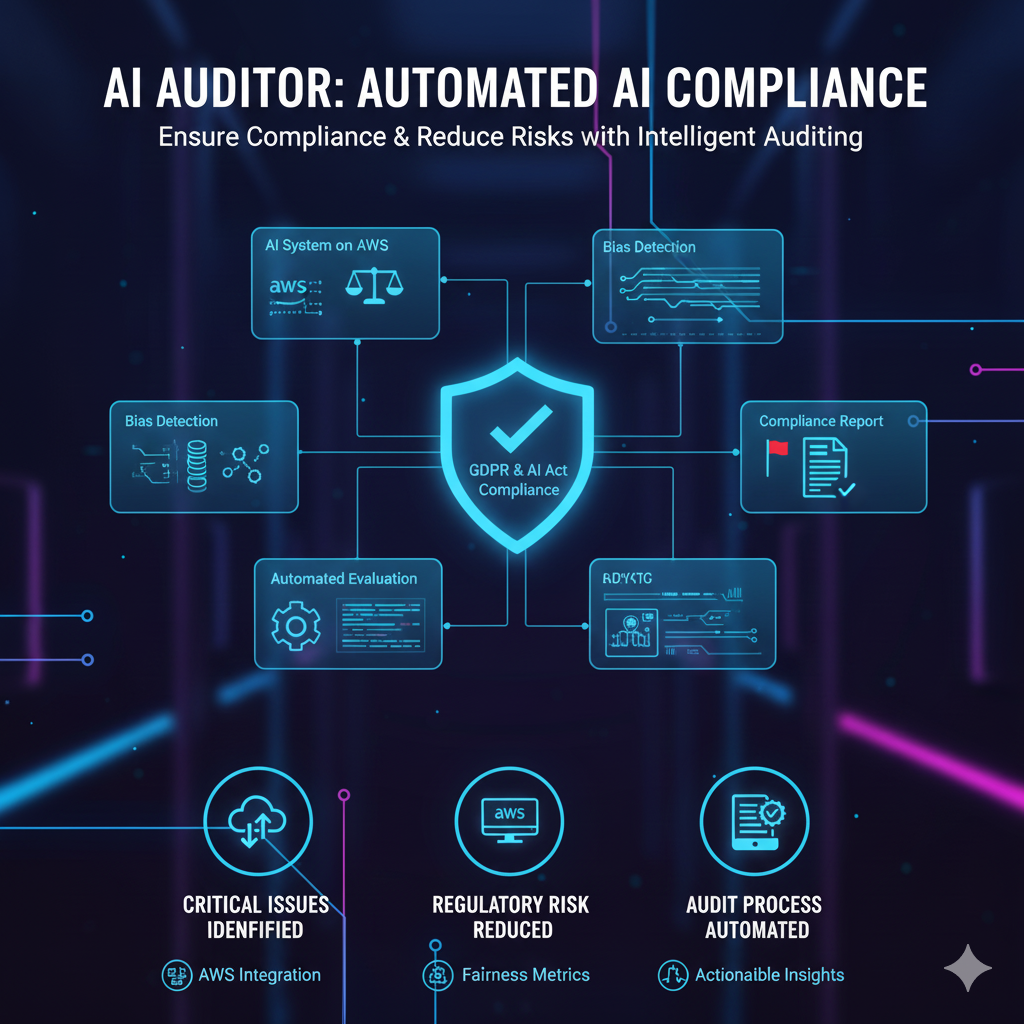 AI AUDITOR: AUTOMATED AI COMPLIANCE
Ensure Compliance & Reduce Risks with Intelligent Auditing
AI System on AWS
aws
Bias Detection
Bias Detection
GDPR & AI Act
Compliance
Compliance Report
Automated Evaluation
aws
CRITICAL ISSUES
IDENFIFIED
REGULATORY RISK
REDUCED
AUDIT PROCESS
AUTOMATED
AWS Integration
Fairness Metrics
Actionaible Insights